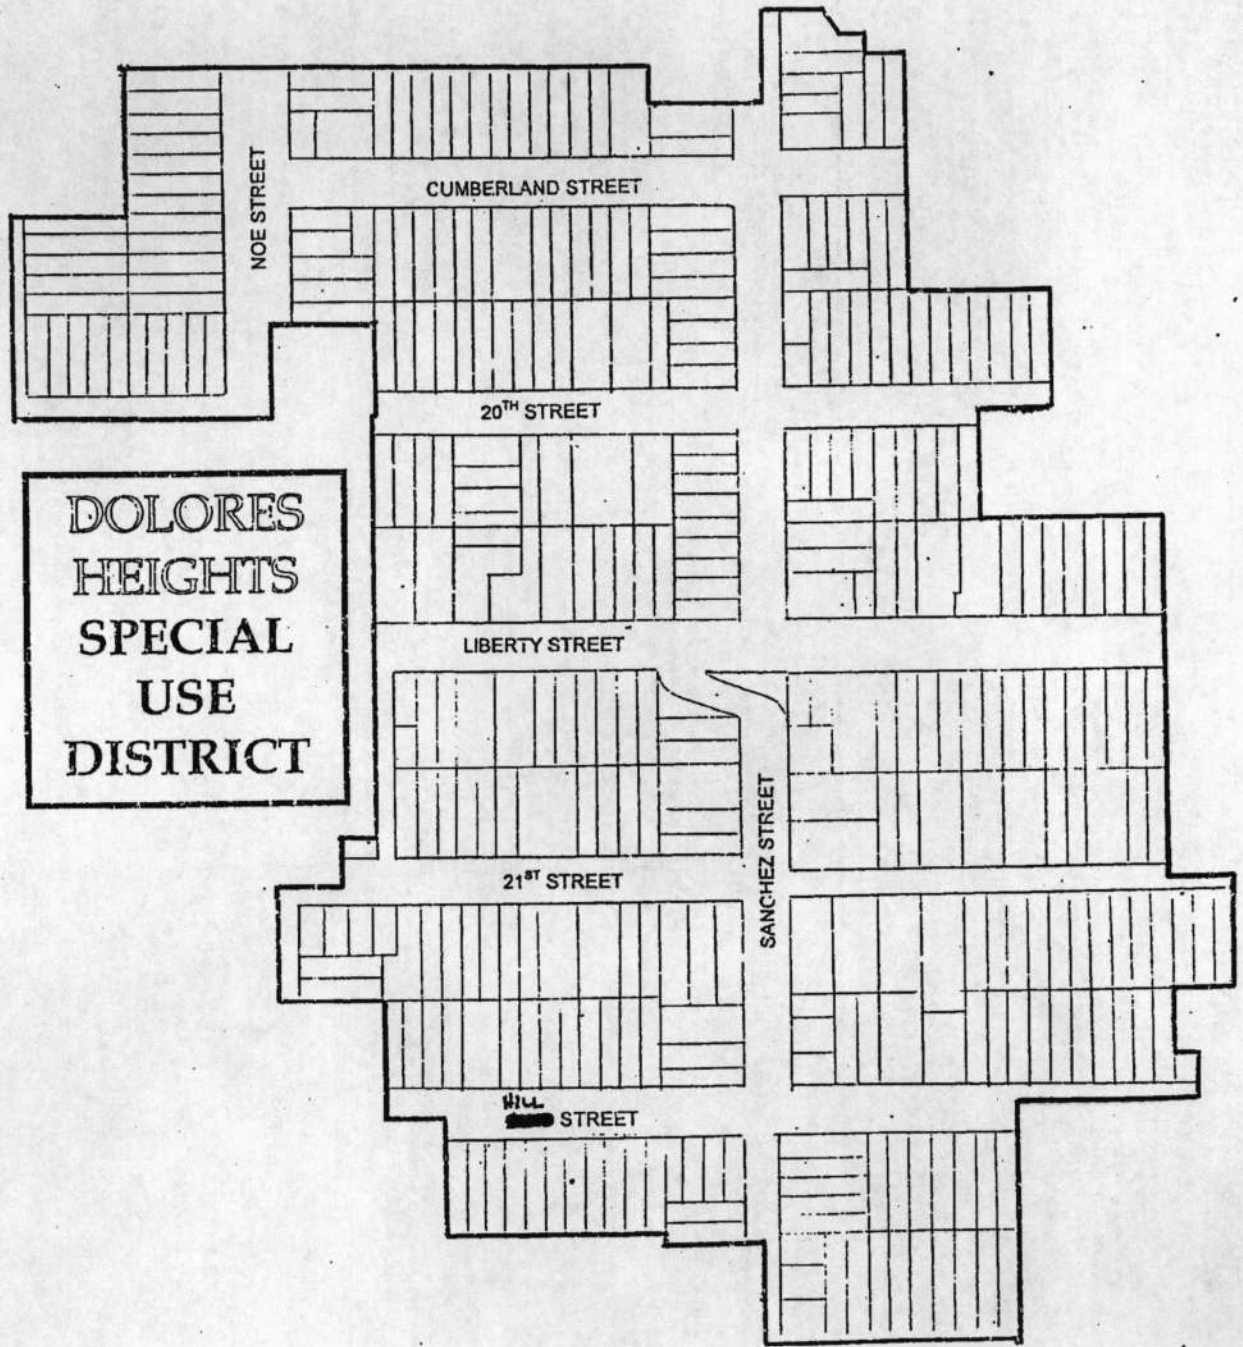 CUMBERLAND STREET
NOE STREET
20TH STREET
DOLORES
HEIGHTS
SPECIAL
USE
DISTRICT
LIBERTY STREET
SANCHEZ STREET
21ST STREET
HILL
STREET